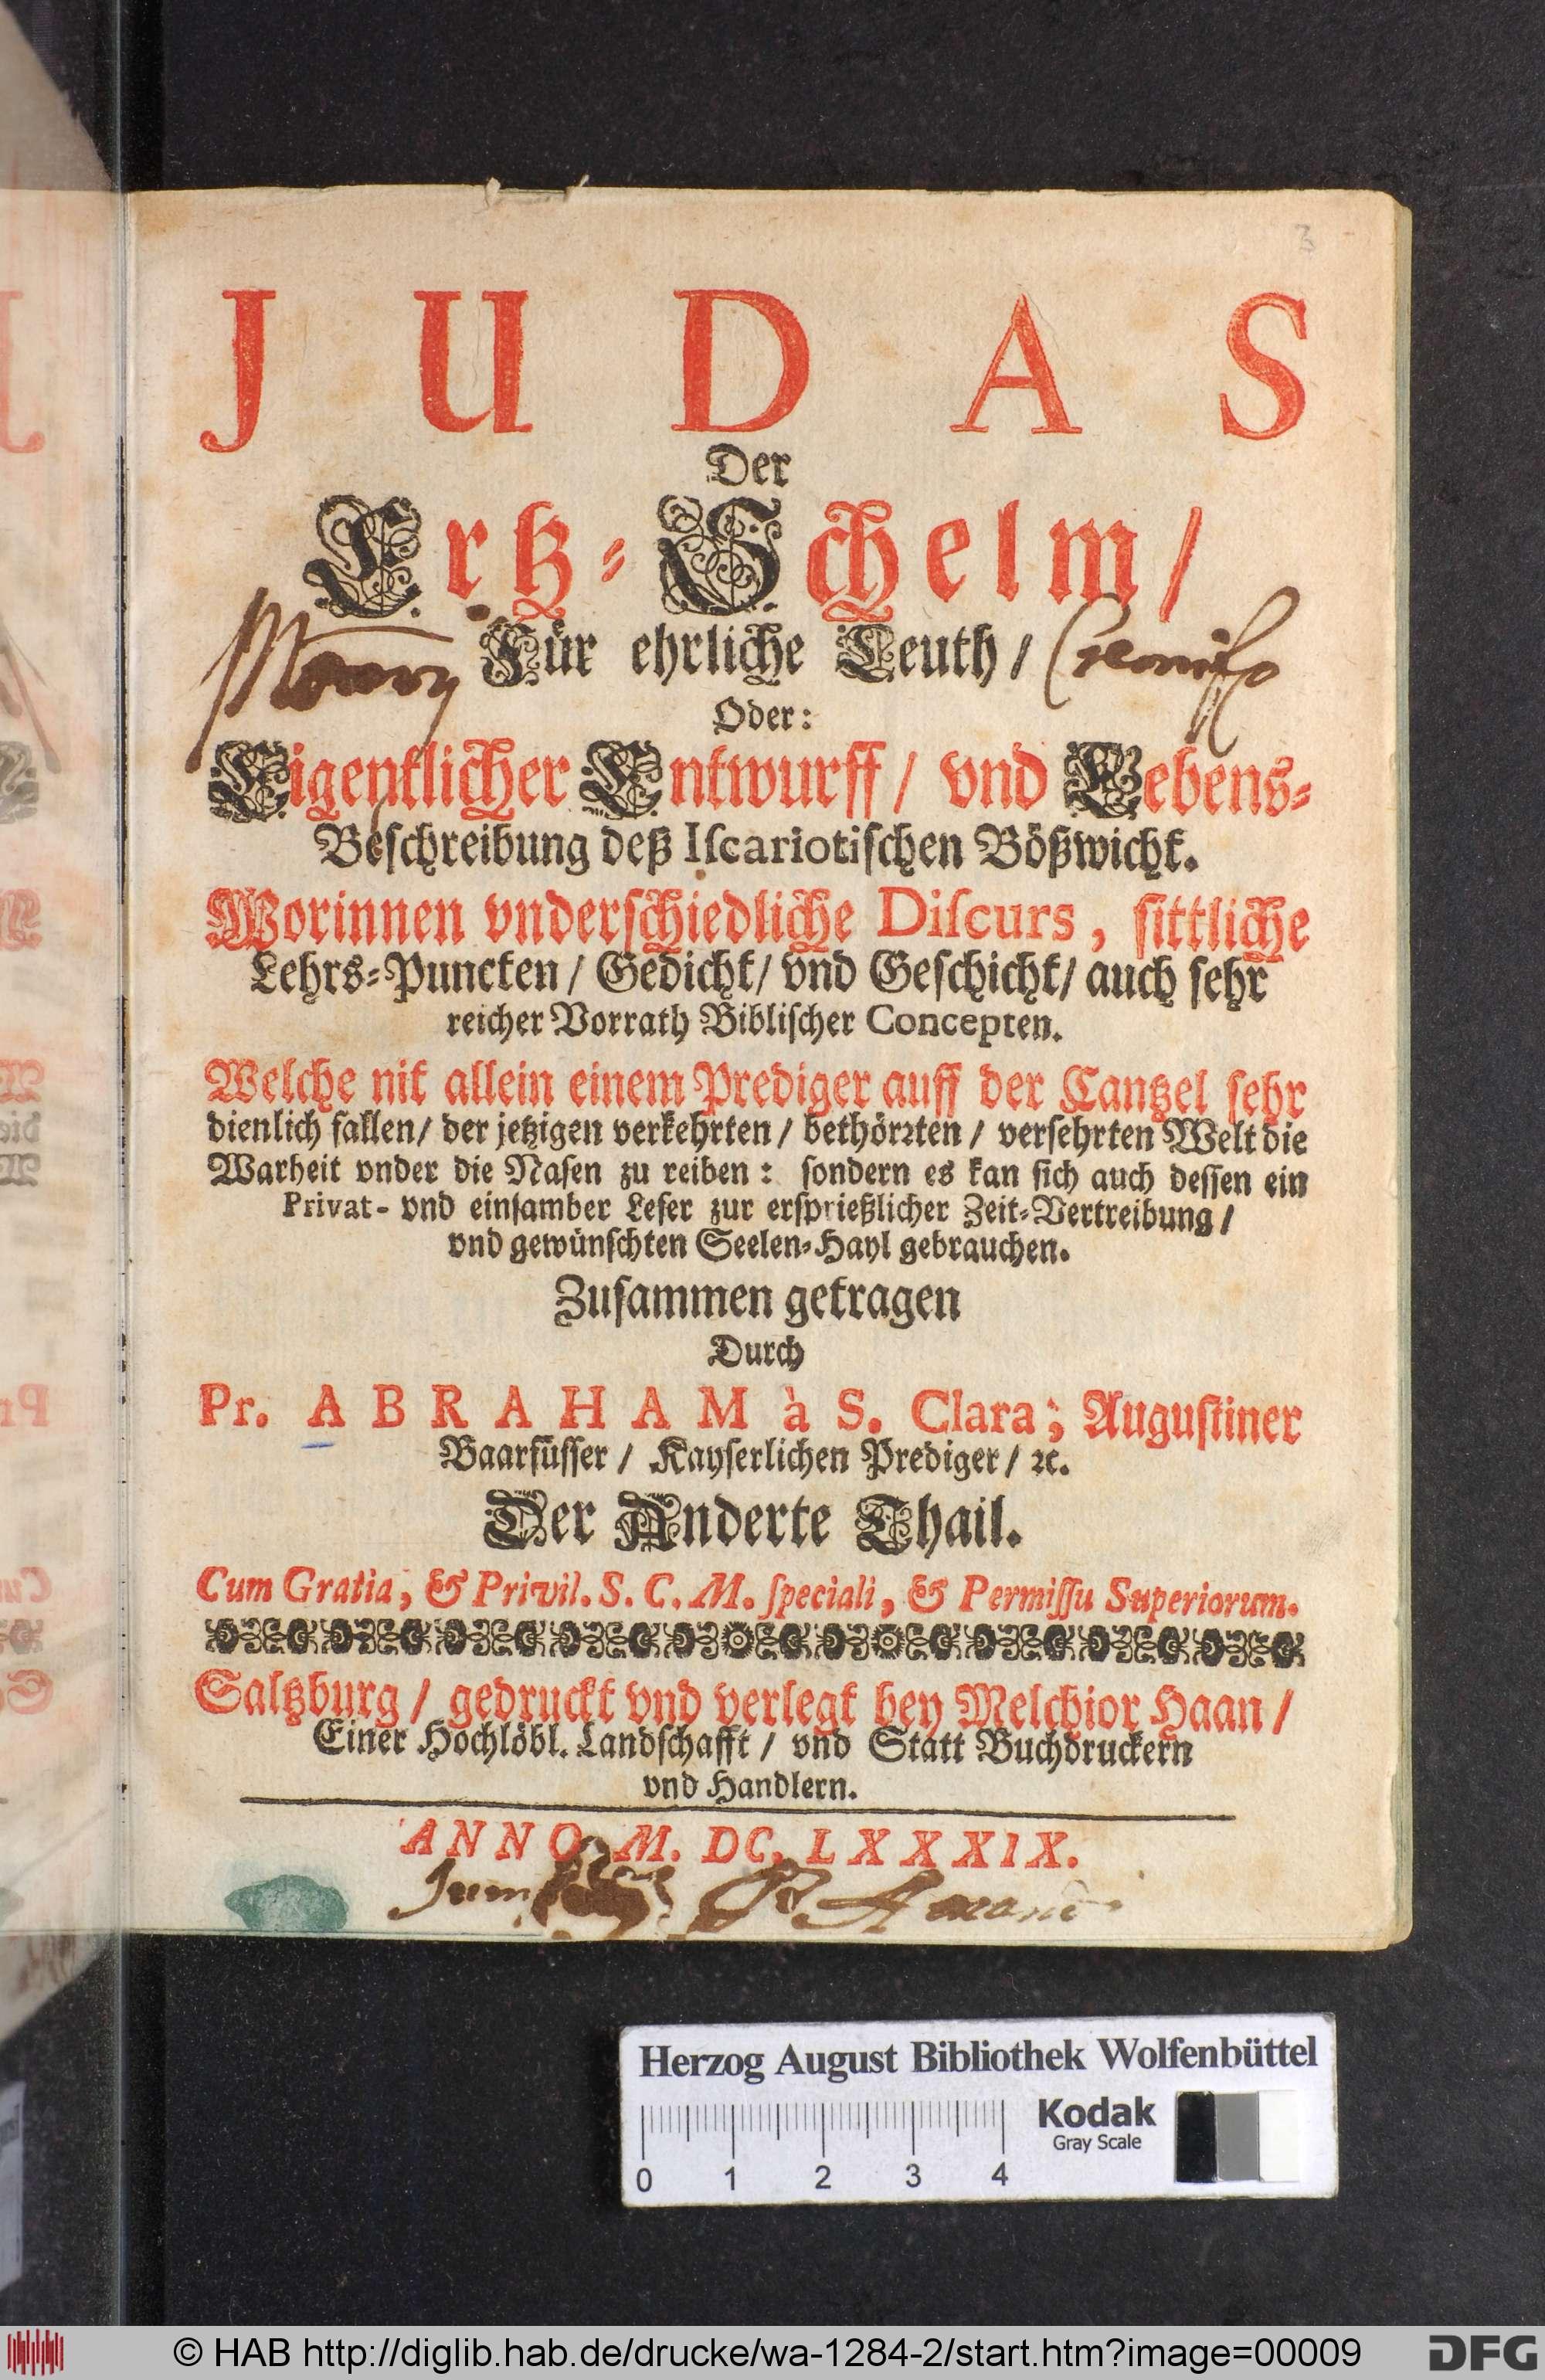 3
JUDAS
Der
Ertz-Schelm/
Für ehrliche Leuth/
Oder:
Eigentlicher Entwurff/ vnd Lebens-
Beschreibung deß Iſcariotiſchen Bößwicht.
Worinnen vnderſchiedliche Diſcurs, ſittliche
Lehrs-Puncten/ Gedicht/ vnd Geſchicht/ auch ſehr
reicher Vorrath Bibliſcher Concepten.
Welche nit allein einem Prediger auff der Cantzel ſehr
dienlich fallen/ der jetzigen verkehrten/ bethörꝛten/ verſehrten Welt die
Warheit vnder die Naſen zu reiben: ſondern es kan ſich auch deſſen ein
Privat- vnd einſamber Leſer zur erſprießlicher Zeit-Vertreibung/
vnd gewünſchten Seelen-Hayl gebrauchen.
Zuſammen getragen
Durch
Pr. ABRAHAM à S. Clara; Auguſtiner
Baarfüſſer/ Kayſerlichen Prediger/ ꝛc.
Der Anderte Thail.
Cum Gratia, & Privil. S. C. M. ſpeciali, & Permiſſu Superiorum.
Saltzburg/ gedruckt vnd verlegt bey Melchior Haan/
Einer Hochlöbl. Landſchafft/ vnd Statt Buchdruckern
vnd Handlern.
ANNO M. DC. LXXXIX.
Herzog August Bibliothek Wolfenbüttel
Kodak
Gray Scale
0 1 2 3 4
© HAB http://diglib.hab.de/drucke/wa-1284-2/start.htm?image=00009
DFG